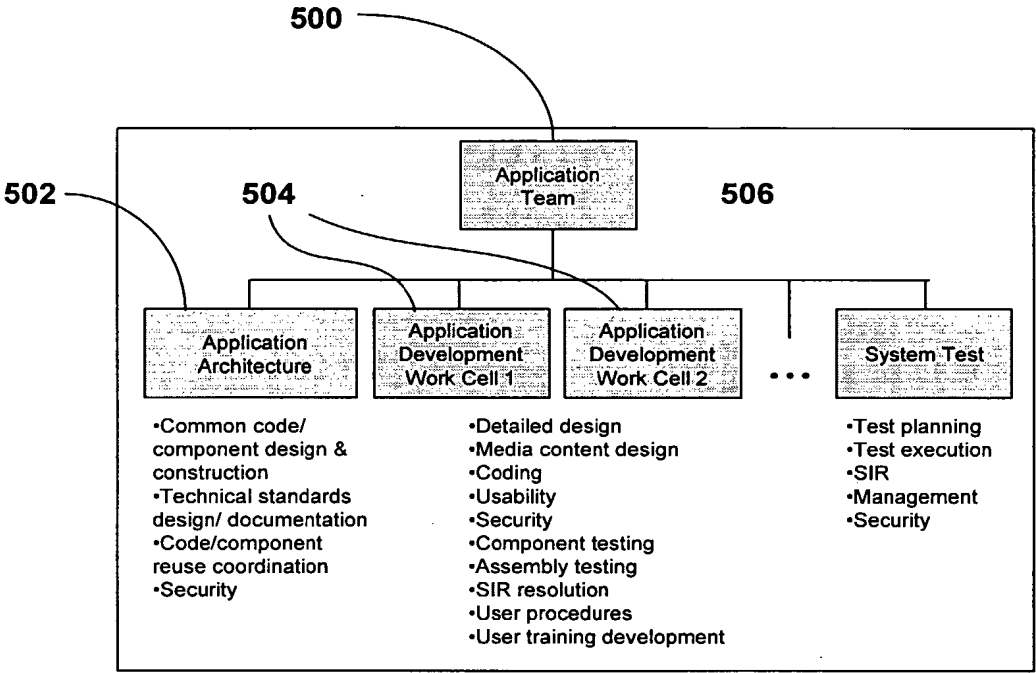 500
Application
Team
502
504
506
Application
Architecture
Application
Development
Work Cell 1
Application
Development
Work Cell 2
...
System Test
•Common code/
component design &
construction
•Technical standards
design/ documentation
•Code/component
reuse coordination
•Security
•Detailed design
•Media content design
•Coding
•Usability
•Security
•Component testing
•Assembly testing
•SIR resolution
•User procedures
•User training development
•Test planning
•Test execution
•SIR
•Management
•Security